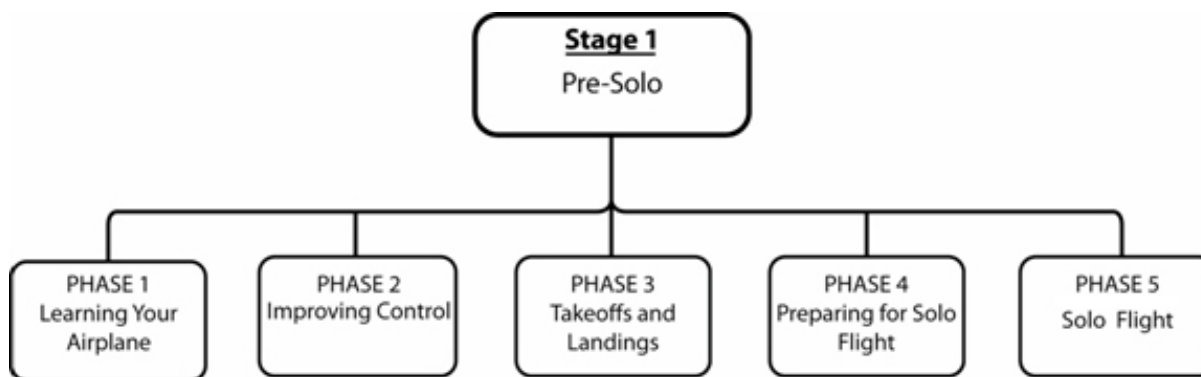 Stage 1
Pre-Solo
PHASE 1
Learning Your
Airplane
PHASE 2
Improving Control
PHASE 3
Takeoffs and
Landings
PHASE 4
Preparing for Solo
Flight
PHASE 5
Solo Flight